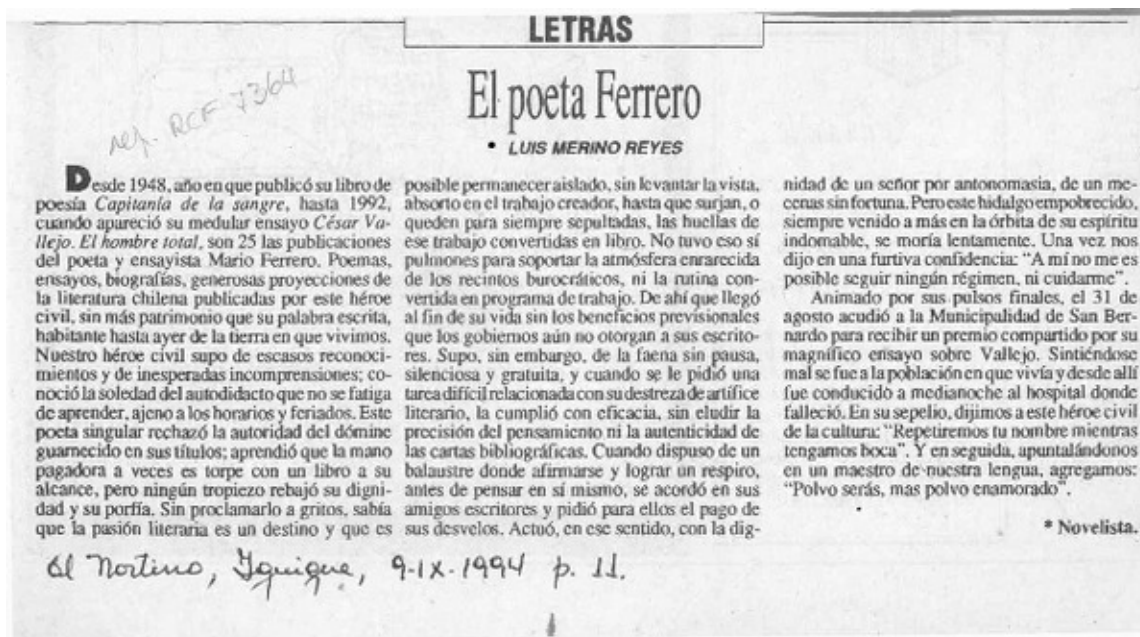 LETRAS
El poeta Ferrero
• LUIS MERINO REYES
ref. RCF 7364
Desde 1948, año en que publicó su libro de
poesía Capitanía de la sangre, hasta 1992,
cuando apareció su medular ensayo César Va-
llejo. El hombre total, son 25 las publicaciones
del poeta y ensayista Mario Ferrero. Poemas,
ensayos, biografías, generosas proyecciones de
la literatura chilena publicadas por este héroe
civil, sin más patrimonio que su palabra escrita,
habitante hasta ayer de la tierra en que vivimos.
Nuestro héroe civil supo de escasos reconoci-
mientos y de inesperadas incomprensiones; co-
noció la soledad del autodidacto que no se fatiga
de aprender, ajeno a los horarios y feriados. Este
poeta singular rechazó la autoridad del dómine
guarnecido en sus títulos; aprendió que la mano
pagadora a veces es torpe con un libro a su
alcance, pero ningún tropiezo rebajó su digni-
dad y su porfía. Sin proclamarlo a gritos, sabía
que la pasión literaria es un destino y que es
posible permanecer aislado, sin levantar la vista,
absorto en el trabajo creador, hasta que surjan, o
queden para siempre sepultadas, las huellas de
ese trabajo convertidas en libro. No tuvo eso sí
pulmones para soportar la atmósfera enrarecida
de los recintos burocráticos, ni la rutina con-
vertida en programa de trabajo. De ahí que llegó
al fin de su vida sin los beneficios previsionales
que los gobiernos aún no otorgan a sus escrito-
res. Supo, sin embargo, de la faena sin pausa,
silenciosa y gratuita, y cuando se le pidió una
tarea difícil relacionada con su destreza de artífice
literario, la cumplió con eficacia, sin eludir la
precisión del pensamiento ni la autenticidad de
las cartas bibliográficas. Cuando dispuso de un
balaustre donde afirmarse y lograr un respiro,
antes de pensar en sí mismo, se acordó en sus
amigos escritores y pidió para ellos el pago de
sus desvelos. Actuó, en ese sentido, con la dig-
nidad de un señor por antonomasia, de un me-
cenas sin fortuna. Pero este hidalgo empobrecido,
siempre venido a más en la órbita de su espíritu
indomable, se moría lentamente. Una vez nos
dijo en una furtiva confidencia: "A mí no me es
posible seguir ningún régimen, ni cuidarme".
Animado por sus pulsos finales, el 31 de
agosto acudió a la Municipalidad de San Ber-
nardo para recibir un premio compartido por su
magnífico ensayo sobre Vallejo. Sintiéndose
mal se fue a la población en que vivía y desde allí
fue conducido a medianoche al hospital donde
falleció. En su sepelio, dijimos a este héroe civil
de la cultura: "Repetiremos tu nombre mientras
tengamos boca". Y en seguida, apuntalándonos
en un maestro de nuestra lengua, agregamos:
"Polvo serás, mas polvo enamorado".
* Novelista.
El Nortino, Iquique, 9-IX-1994 p. 11.